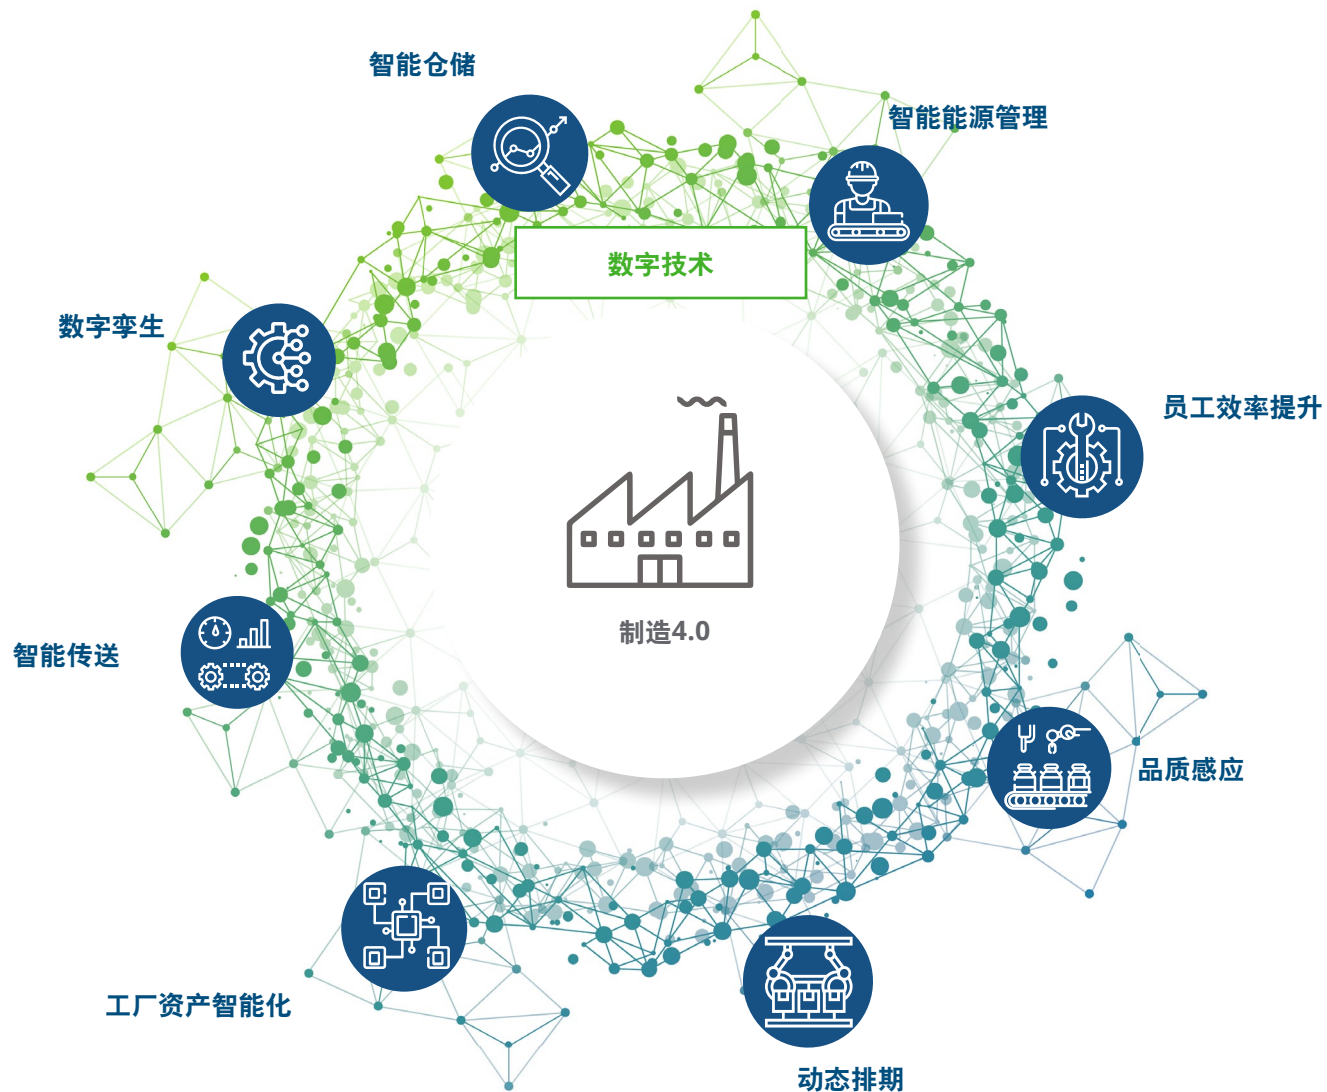 智能仓储
智能能源管理
数字技术
数字孪生
员工效率提升
制造4.0
智能传送
品质感应
工厂资产智能化
动态排期